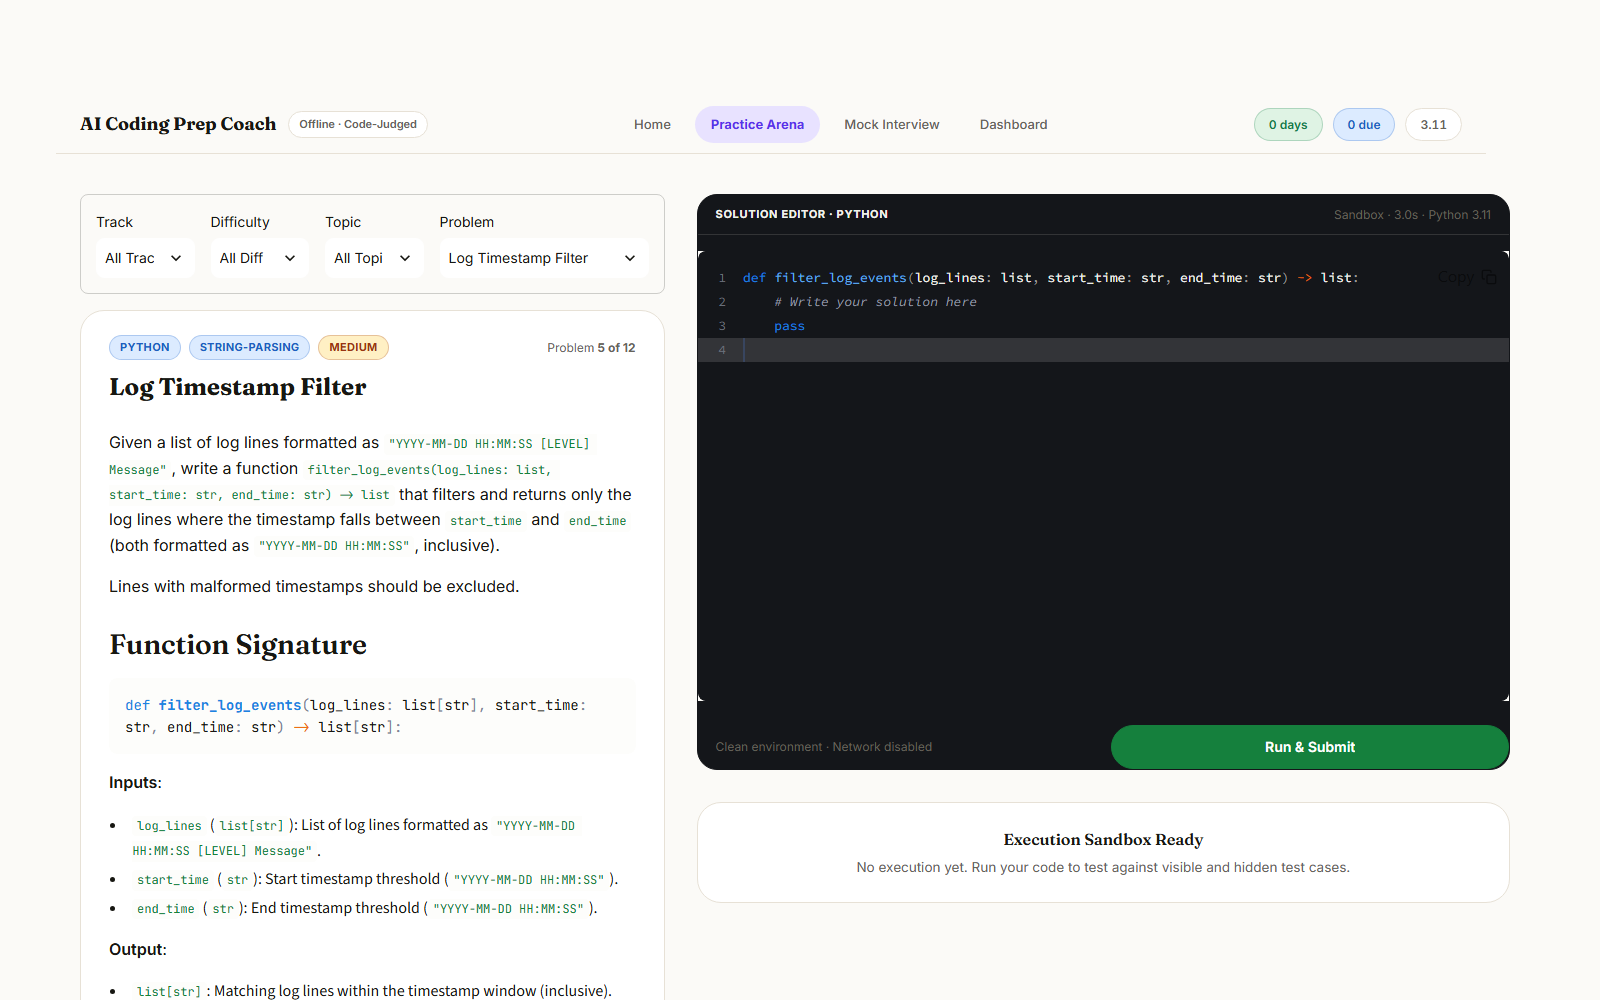 AI Coding Prep Coach
Offline · Code-Judged
Home
Practice Arena
Mock Interview
Dashboard
0 days
0 due
3.11
Track
Difficulty
Topic
Problem
All Trac
All Diff
All Topi
Log Timestamp Filter
PYTHON
STRING-PARSING
MEDIUM
Problem 5 of 12
Log Timestamp Filter
Given a list of log lines formatted as "YYYY-MM-DD HH:MM:SS [LEVEL]
Message" , write a function filter_log_events(log_lines: list,
start_time: str, end_time: str) -> list that filters and returns only the
log lines where the timestamp falls between start_time and end_time
(both formatted as "YYYY-MM-DD HH:MM:SS" , inclusive).
Lines with malformed timestamps should be excluded.
Function Signature
def filter_log_events(log_lines: list[str], start_time:
str, end_time: str) -> list[str]:
Inputs:
• log_lines ( list[str] ): List of log lines formatted as "YYYY-MM-DD
HH:MM:SS [LEVEL] Message" .
• start_time ( str ): Start timestamp threshold ( "YYYY-MM-DD HH:MM:SS" ).
• end_time ( str ): End timestamp threshold ( "YYYY-MM-DD HH:MM:SS" ).
Output:
• list[str] : Matching log lines within the timestamp window (inclusive).
SOLUTION EDITOR · PYTHON
Sandbox · 3.0s · Python 3.11
1 def filter_log_events(log_lines: list, start_time: str, end_time: str) -> list:
Copy
2 # Write your solution here
3 pass
4
Clean environment · Network disabled
Run & Submit
Execution Sandbox Ready
No execution yet. Run your code to test against visible and hidden test cases.